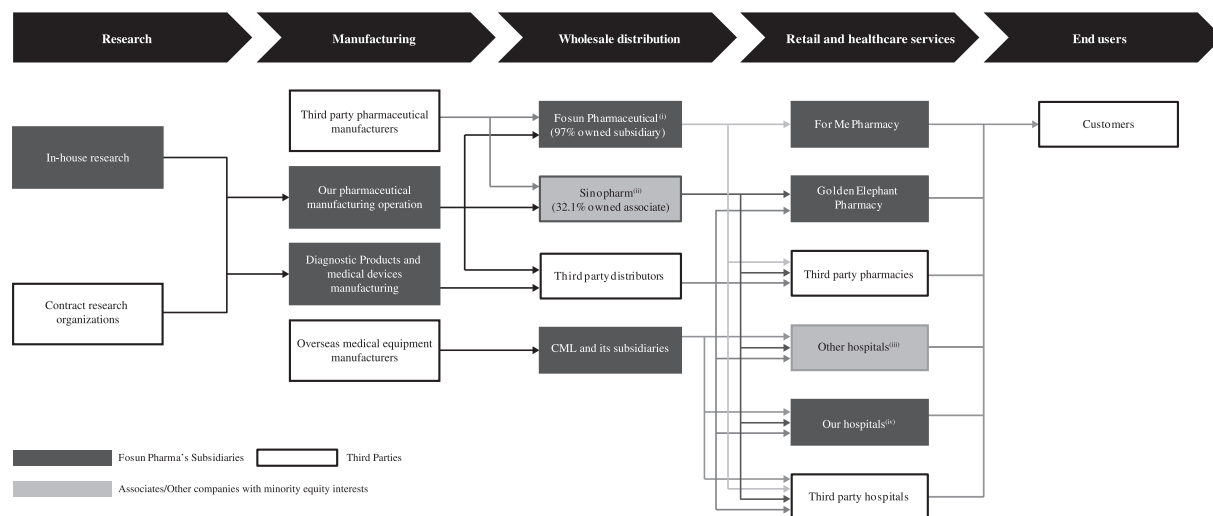 Research
Manufacturing
Wholesale distribution
Retail and healthcare services
End users
In-house research
Contract research
organizations
Third party pharmaceutical
manufacturers
Our pharmaceutical
manufacturing operation
Diagnostic Products and
medical devices
manufacturing
Overseas medical equipment
manufacturers
Fosun Pharmaceutical(i)
(97% owned subsidiary)
Sinopharm(ii)
(32.1% owned associate)
Third party distributors
CML and its subsidiaries
For Me Pharmacy
Golden Elephant
Pharmacy
Third party pharmacies
Other hospitals(iii)
Our hospitals(iv)
Third party hospitals
Customers
Fosun Pharma's Subsidiaries
Third Parties
Associates/Other companies with minority equity interests